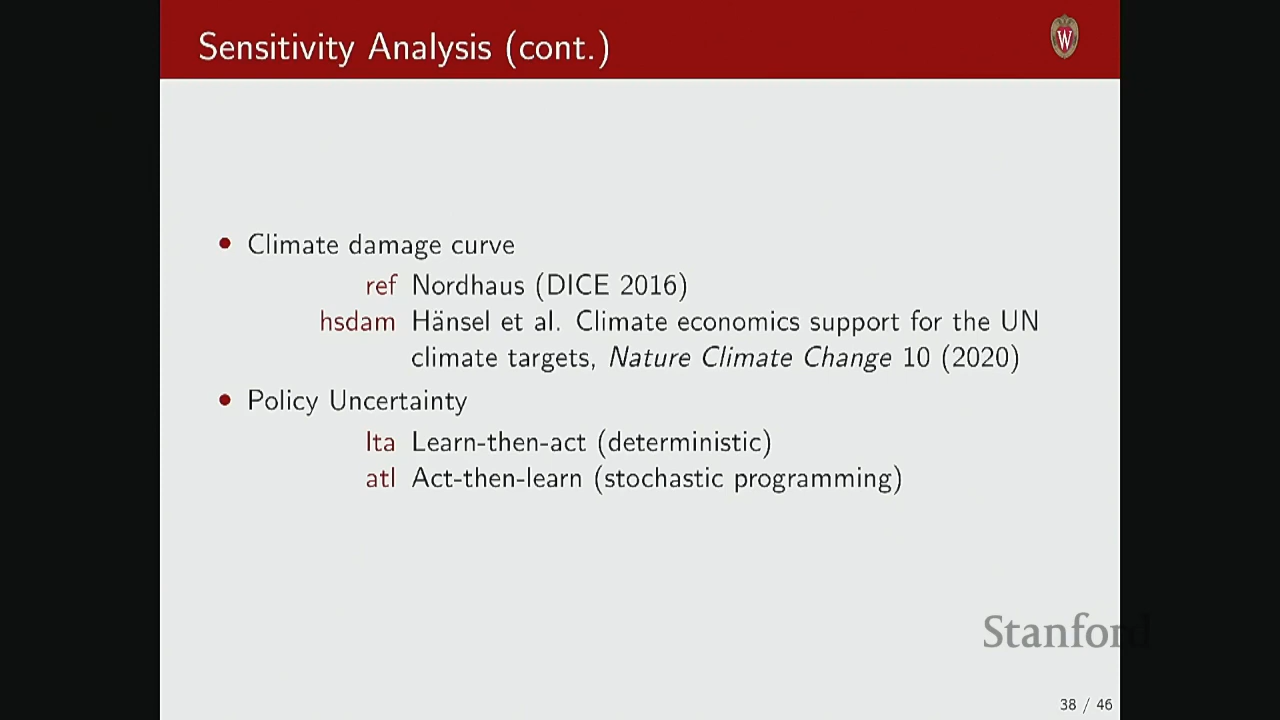 Sensitivity Analysis (cont.)
W
• Climate damage curve
ref Nordhaus (DICE 2016)
hsdam Hänsel et al. Climate economics support for the UN
climate targets, Nature Climate Change 10 (2020)
• Policy Uncertainty
lta Learn-then-act (deterministic)
atl Act-then-learn (stochastic programming)
Stanford
38 / 46